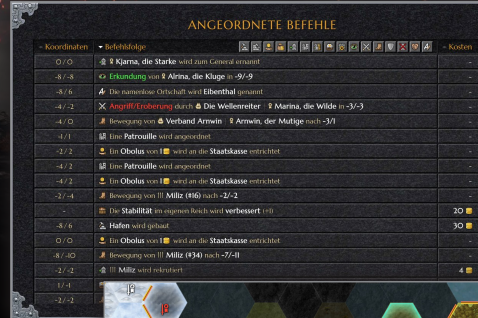 ANGEORDNETE BEFEHLE
Koordinaten Befehlsfolge Kosten
0 / 0 Kjarna, die Starke wird zum General ernannt -
-8 / -8 Erkundung von Alrina, die Kluge in -9/-9 -
-8 / 6 Die namenlose Ortschaft wird Eibenthal genannt -
-4 / -2 Angriff/Eroberung durch Die Wellenreiter | Marina, die Wilde in -3/-3 -
-4 / 0 Bewegung von Verband Arnwin | Arnwin, der Mutige nach -3/1 -
-1 / 1 Eine Patrouille wird angeordnet -
-2 / 2 Ein Obolus von 1 wird an die Staatskasse entrichtet -
-4 / 2 Eine Patrouille wird angeordnet -
-4 / 2 Ein Obolus von 1 wird an die Staatskasse entrichtet -
-2 / -4 Bewegung von Miliz (#16) nach -2/-2 -
- Die Stabilität im eigenen Reich wird verbessert (+1) 20
-8 / 6 Hafen wird gebaut 30
0 / 0 Ein Obolus von 1 wird an die Staatskasse entrichtet -
-8 / -10 Bewegung von Miliz (#34) nach -7/-11 -
-2 / -2 Miliz wird rekrutiert 4
1 / -1
-2 / -2